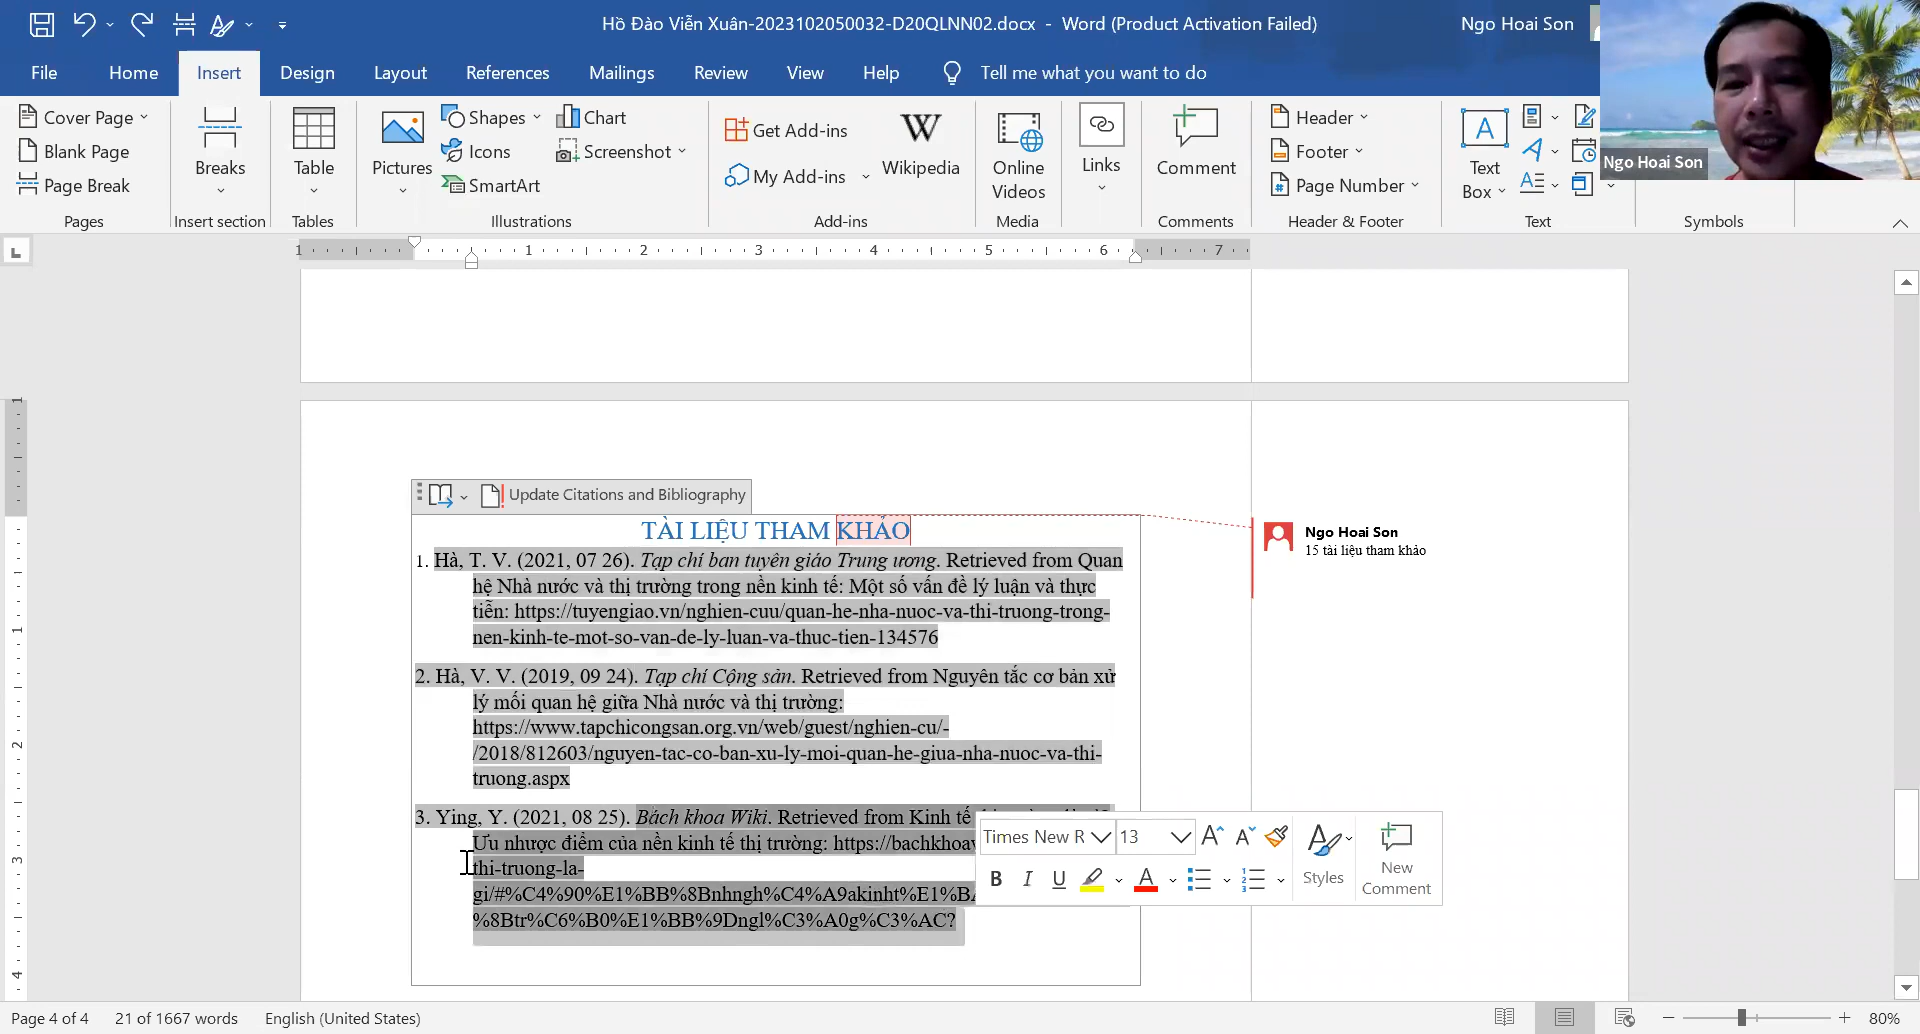 Hồ Đào Viễn Xuân-2023102050032-D20QLNN02.docx - Word (Product Activation Failed)
Ngo Hoai Son
File Home Insert Design Layout References Mailings Review View Help Tell me what you want to do
Cover Page
Blank Page
Page Break
Pages
Breaks
Insert section
Table
Tables
Pictures
Shapes
Icons
SmartArt
Chart
Screenshot
Illustrations
Get Add-ins
My Add-ins
Wikipedia
Add-ins
Online
Videos
Media
Links
Comment
Comments
Header
Footer
Page Number
Header & Footer
Text
Box
Text
Symbols
Ngo Hoai Son
1 1 2 3 4 5 6 7
Update Citations and Bibliography
TÀI LIỆU THAM KHẢO
1. Hà, T. V. (2021, 07 26). Tạp chí ban tuyên giáo Trung ương. Retrieved from Quan
hệ Nhà nước và thị trường trong nền kinh tế: Một số vấn đề lý luận và thực
tiễn: https://tuyengiao.vn/nghien-cuu/quan-he-nha-nuoc-va-thi-truong-trong-
nen-kinh-te-mot-so-van-de-ly-luan-va-thuc-tien-134576
2. Hà, V. V. (2019, 09 24). Tạp chí Cộng sản. Retrieved from Nguyên tắc cơ bản xử
lý mối quan hệ giữa Nhà nước và thị trường:
https://www.tapchicongsan.org.vn/web/guest/nghien-cu/-
/2018/812603/nguyen-tac-co-ban-xu-ly-moi-quan-he-giua-nha-nuoc-va-thi-
truong.aspx
3. Ying, Y. (2021, 08 25). Bách khoa Wiki. Retrieved from Kinh tế
Ưu nhược điểm của nền kinh tế thị trường: https://bachkhoa
thi-truong-la-
gi/#%C4%90%E1%BB%8Bnhngh%C4%A9akinht%E1%B
%8Btr%C6%B0%E1%BB%9Dngl%C3%A0g%C3%AC?
Ngo Hoai Son
15 tài liệu tham khảo
Times New R 13
B I U A
Styles
New
Comment
1
1
2
3
4
Page 4 of 4 21 of 1667 words English (United States) 80%